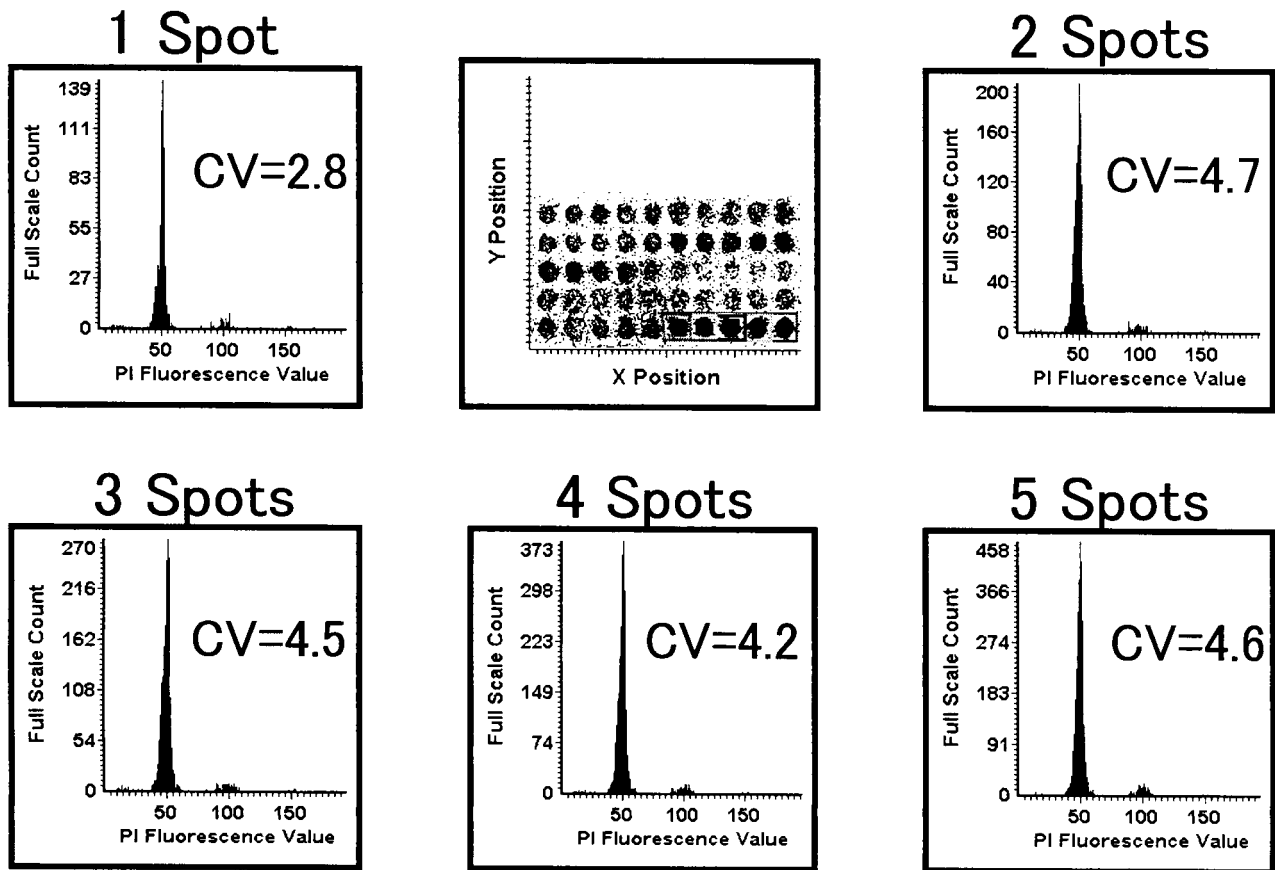 1 Spot
139
111
83
55
27
0
Full Scale Count
CV=2.8
50 100 150
PI Fluorescence Value
Y Position
X Position
2 Spots
200
160
120
80
40
0
Full Scale Count
CV=4.7
50 100 150
PI Fluorescence Value
3 Spots
270
216
162
108
54
0
Full Scale Count
CV=4.5
50 100 150
PI Fluorescence Value
4 Spots
373
298
223
149
74
0
Full Scale Count
CV=4.2
50 100 150
PI Fluorescence Value
5 Spots
458
366
274
183
91
0
Full Scale Count
CV=4.6
50 100 150
PI Fluorescence Value